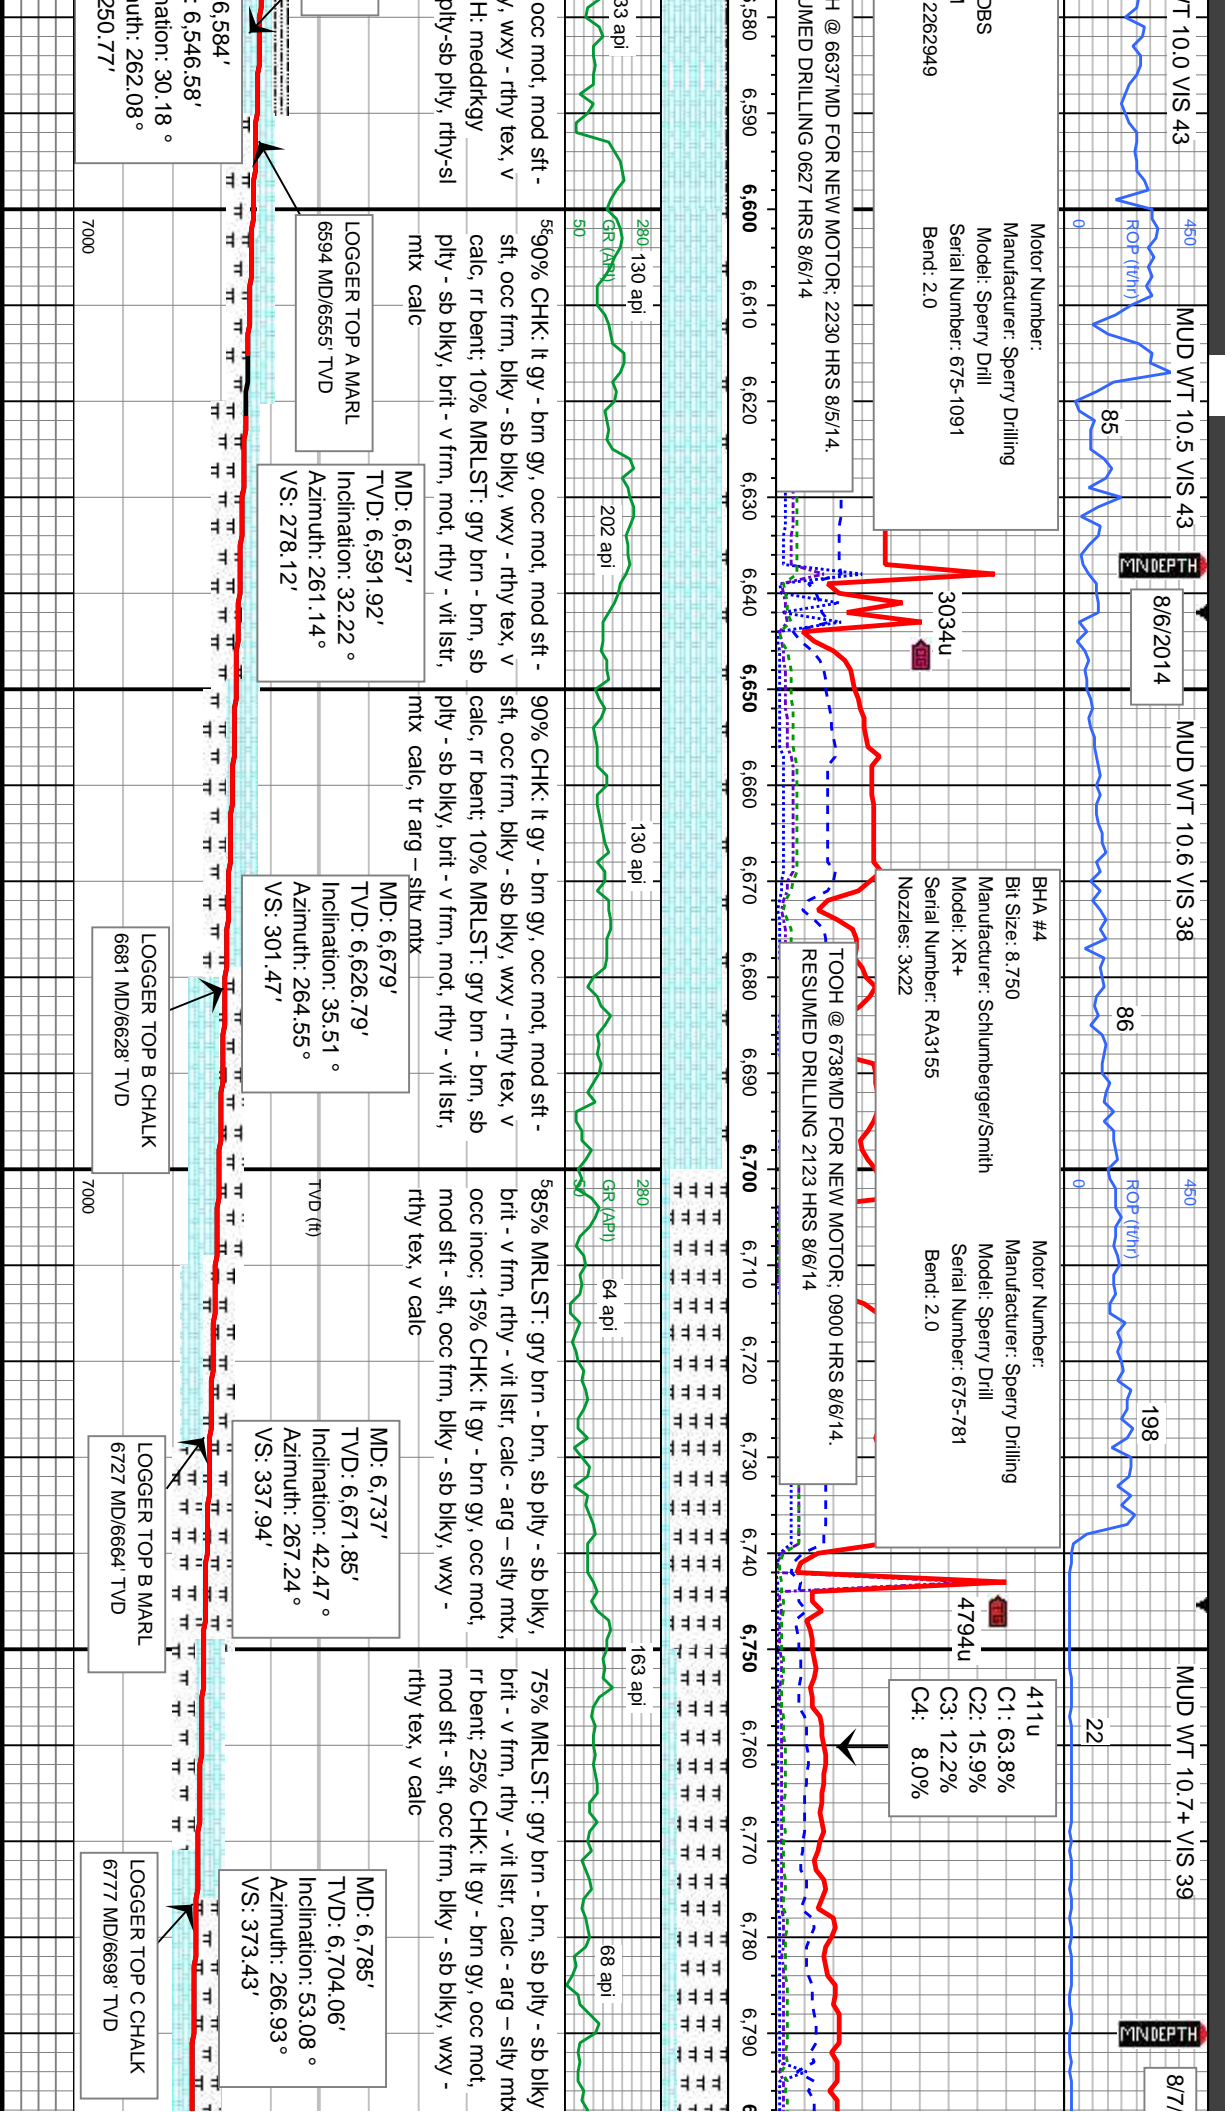 WT 10.0 VIS 43
MUD WT 10.5 VIS 43
MUD WT 10.6 VIS 38
MUD WT 10.7+ VIS 39
450
ROP (ft/hr)
0
85
MN DEPTH
8/6/2014
86
450
ROP (ft/hr)
0
198
22
MN DEPTH
8/7/
DBS
2262949
Motor Number:
Manufacturer: Sperry Drilling
Model: Sperry Drill
Serial Number: 675-1091
Bend: 2.0
H @ 6637'MD FOR NEW MOTOR; 2230 HRS 8/5/14.
UMED DRILLING 0627 HRS 8/6/14
3034u
BHA #4
Bit Size: 8.750
Manufacturer: Schlumberger/Smith
Model: XR+
Serial Number: RA3155
Nozzles: 3x22
Motor Number:
Manufacturer: Sperry Drilling
Model: Sperry Drill
Serial Number: 675-781
Bend: 2.0
TOOH @ 6738'MD FOR NEW MOTOR; 0900 HRS 8/6/14.
RESUMED DRILLING 2123 HRS 8/6/14
4794u
411u
C1: 63.8%
C2: 15.9%
C3: 12.2%
C4: 8.0%
6,580
6,590
6,600
6,610
6,620
6,630
6,640
6,650
6,660
6,670
6,680
6,690
6,700
6,710
6,720
6,730
6,740
6,750
6,760
6,770
6,780
6,790
33 api
280
GR (API)
50
130 api
202 api
130 api
280
GR (API)
64 api
163 api
68 api
occ mot, mod sft -
y, wxy - rthy tex, v
H: medrkgy
plty-sb plty, rthy-sl
90% CHK: lt gy - brn gy, occ mot, mod sft -
sft, occ frm, blky - sb blky, wxy - rthy tex, v
calc, rr bent; 10% MRLST: gry brn - brn, sb
plty - sb blky, brit - v frm, mot, rthy - vit lstr,
mtx calc
90% CHK: lt gy - brn gy, occ mot, mod sft -
sft, occ frm, blky - sb blky, wxy - rthy tex, v
calc, rr bent; 10% MRLST: gry brn - brn, sb
plty - sb blky, brit - v frm, mot, rthy - vit lstr,
mtx calc, tr arg – slty mtx
85% MRLST: gry brn - brn, sb plty - sb blky,
brit - v frm, rthy - vit lstr, calc - arg – slty mtx,
occ inoc; 15% CHK: lt gy - brn gy, occ mot,
mod sft - sft, occ frm, blky - sb blky, wxy -
rthy tex, v calc
75% MRLST: gry brn - brn, sb plty - sb blky
brit - v frm, rthy - vit lstr, calc - arg – slty mtx
rr bent; 25% CHK: lt gy - brn gy, occ mot,
mod sft - sft, occ frm, blky - sb blky, wxy -
rthy tex, v calc
6,584'
: 6,546.58'
nation: 30.18 °
uth: 262.08°
250.77'
7000
LOGGER TOP A MARL
6594 MD/6555' TVD
MD: 6,637'
TVD: 6,591.92'
Inclination: 32.22 °
Azimuth: 261.14°
VS: 278.12'
MD: 6,679'
TVD: 6,626.79'
Inclination: 35.51 °
Azimuth: 264.55°
VS: 301.47'
LOGGER TOP B CHALK
6681 MD/6628' TVD
TVD (ft)
7000
MD: 6,737'
TVD: 6,671.85'
Inclination: 42.47 °
Azimuth: 267.24°
VS: 337.94'
LOGGER TOP B MARL
6727 MD/6664' TVD
MD: 6,785'
TVD: 6,704.06'
Inclination: 53.08 °
Azimuth: 266.93°
VS: 373.43'
LOGGER TOP C CHALK
6777 MD/6698' TVD